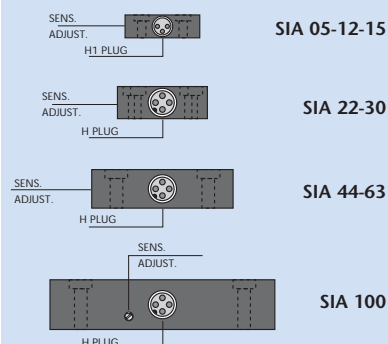 SENS.
ADJUST.
H1 PLUG
SIA 05-12-15
SENS.
ADJUST.
H PLUG
SIA 22-30
SENS.
ADJUST.
H PLUG
SIA 44-63
SENS.
ADJUST.
SIA 100
H PLUG